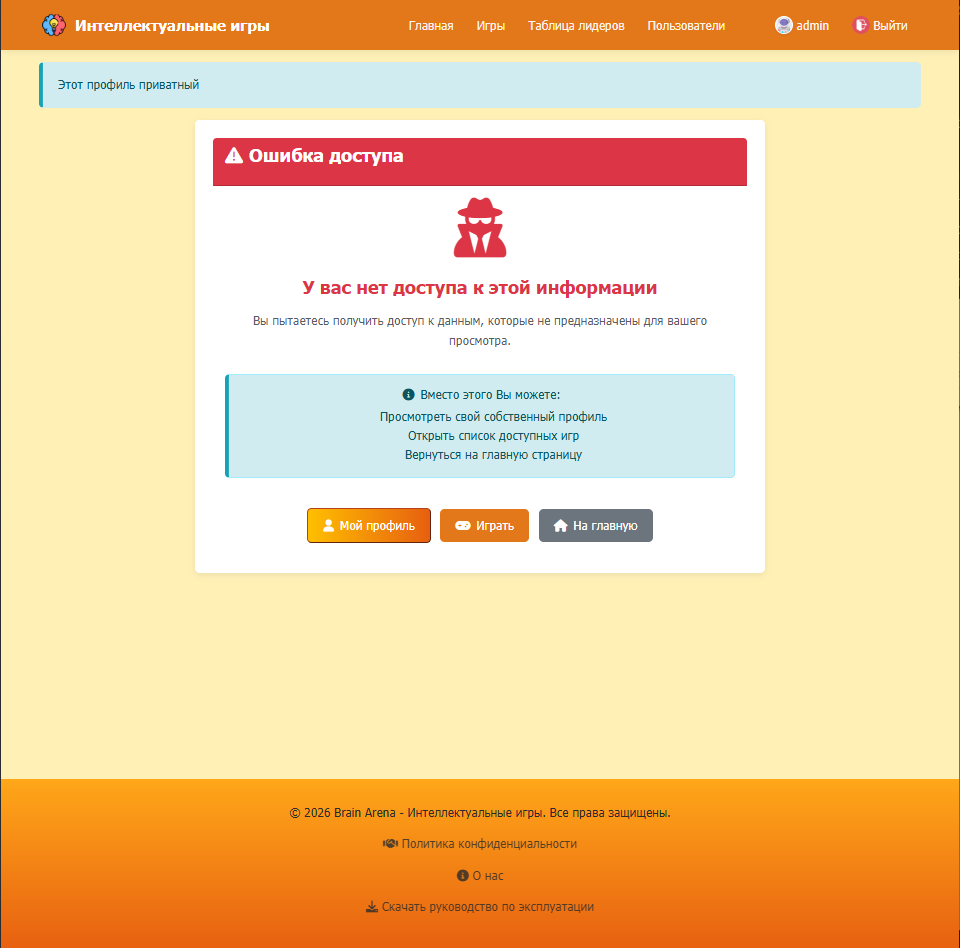 Интеллектуальные игры
Главная Игры Таблица лидеров Пользователи admin Выйти
Этот профиль приватный
Ошибка доступа
У вас нет доступа к этой информации
Вы пытаетесь получить доступ к данным, которые не предназначены для вашего
просмотра.
Вместо этого Вы можете:
Просмотреть свой собственный профиль
Открыть список доступных игр
Вернуться на главную страницу
Мой профиль Играть На главную
© 2026 Brain Arena - Интеллектуальные игры. Все права защищены.
Политика конфиденциальности
О нас
Скачать руководство по эксплуатации